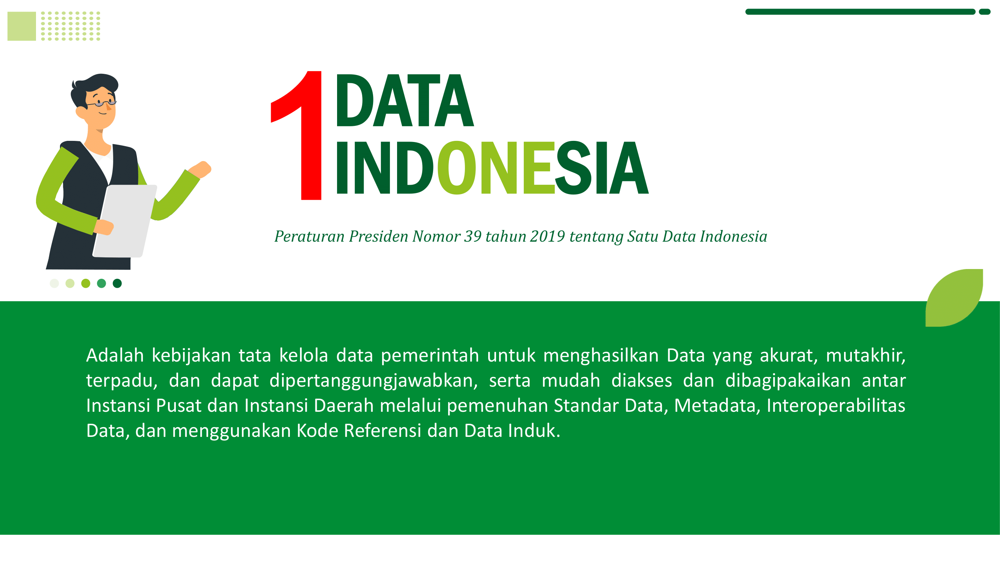 1 DATA
INDONESIA
Peraturan Presiden Nomor 39 tahun 2019 tentang Satu Data Indonesia
Adalah kebijakan tata kelola data pemerintah untuk menghasilkan Data yang akurat, mutakhir,
terpadu, dan dapat dipertanggungjawabkan, serta mudah diakses dan dibagipakaikan antar
Instansi Pusat dan Instansi Daerah melalui pemenuhan Standar Data, Metadata, Interoperabilitas
Data, dan menggunakan Kode Referensi dan Data Induk.